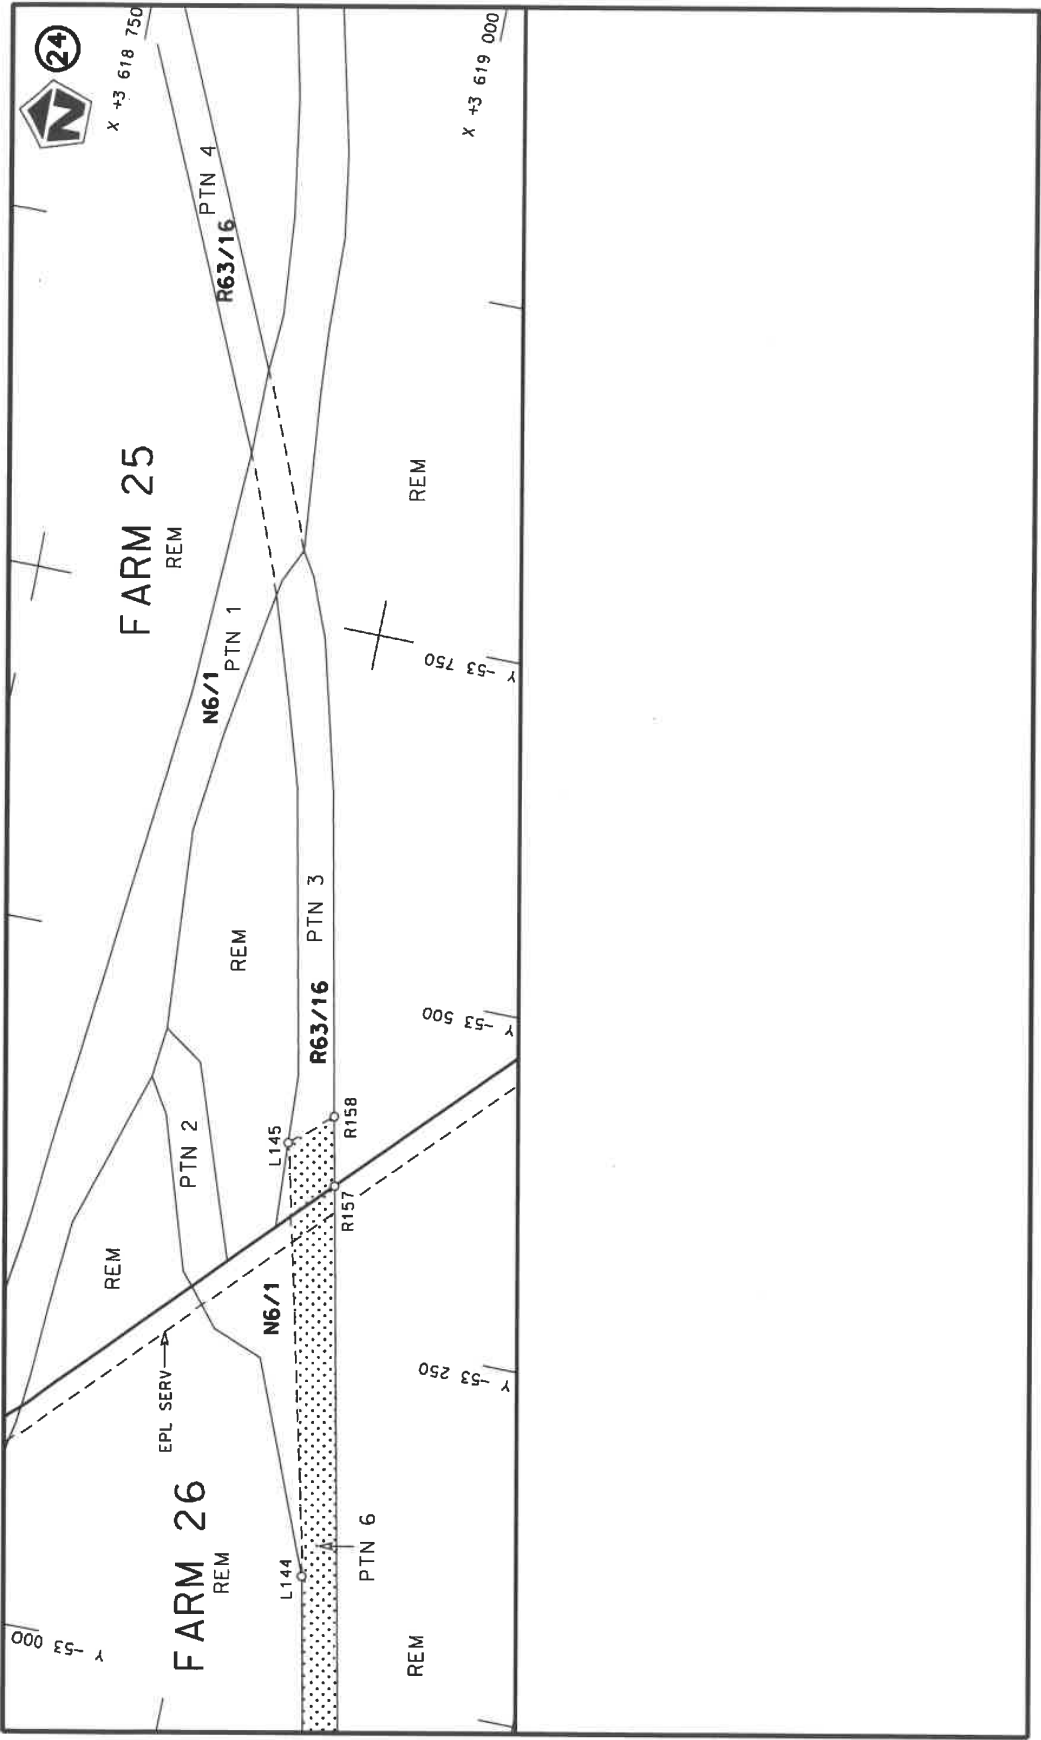 24
N
X +3 618 750
X +3 619 000
PTN 4
R63/16
FARM 25
REM
REM
PTN 1
N6/1
Y -53 750
REM
PTN 3
R63/16
Y -53 500
PTN 2
L145
R158
R157
REM
N6/1
EPL SERV
Y -53 250
FARM 26
REM
L144
PTN 6
Y -53 000
REM